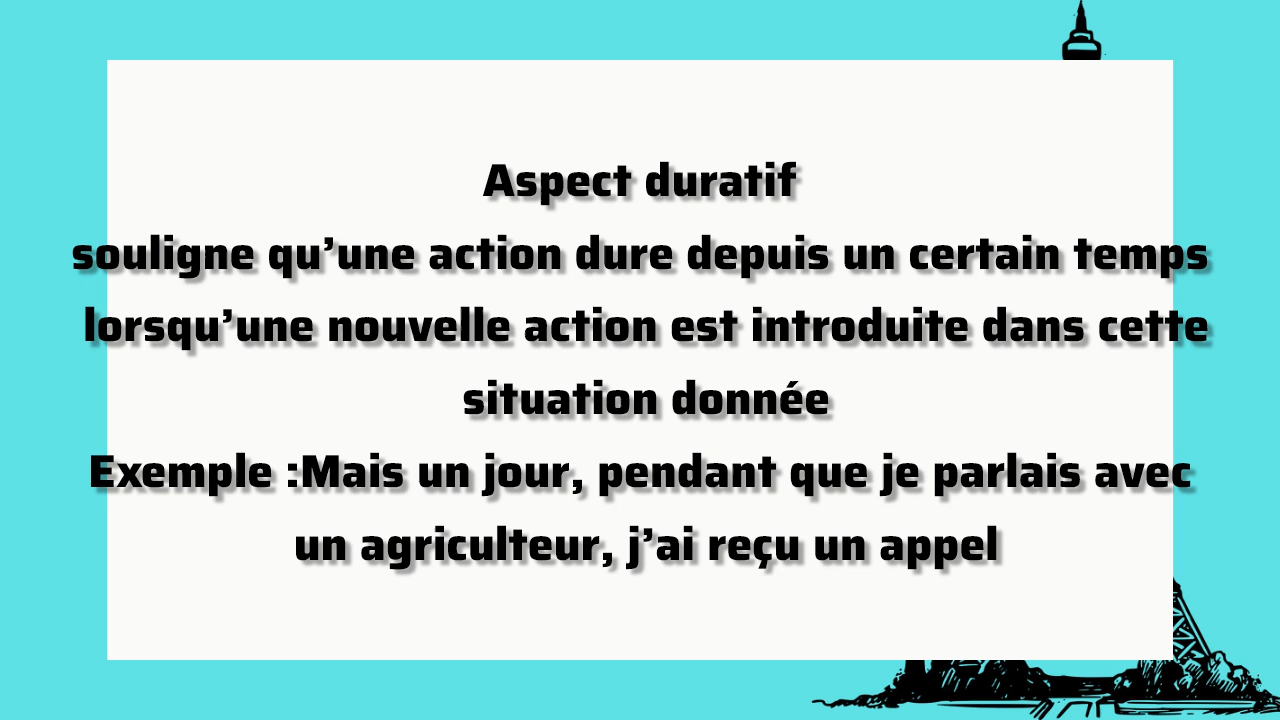 Aspect duratif
souligne qu’une action dure depuis un certain temps
lorsqu’une nouvelle action est introduite dans cette
situation donnée
Exemple :Mais un jour, pendant que je parlais avec
un agriculteur, j’ai reçu un appel